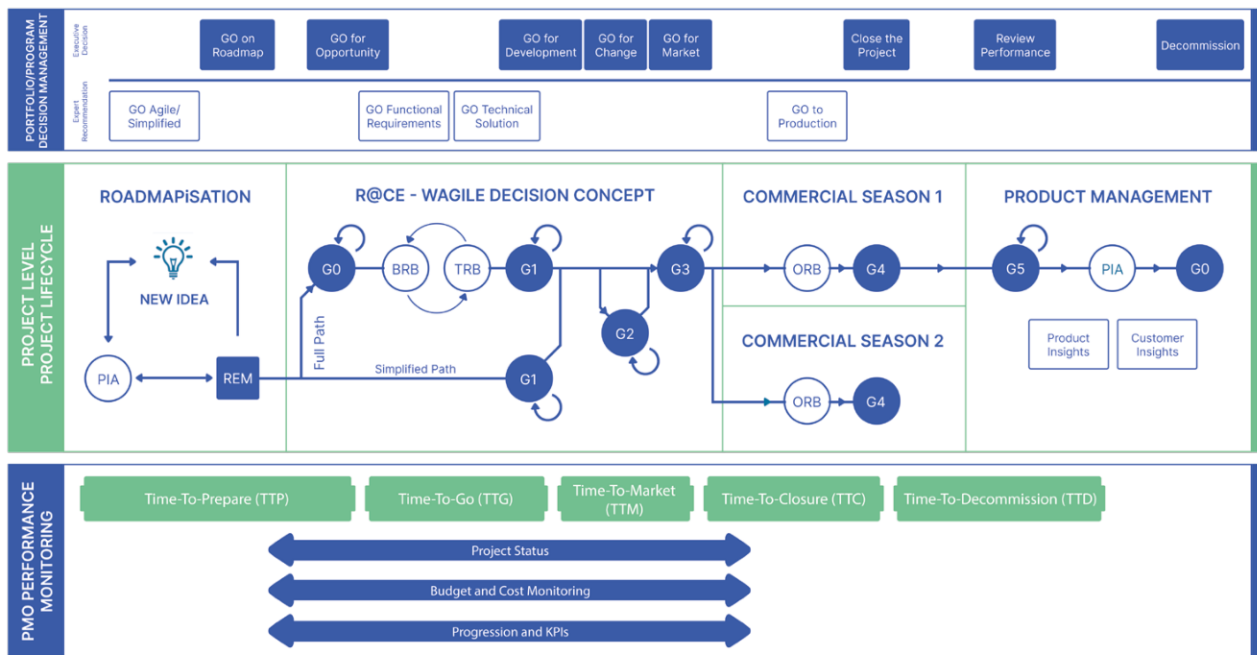 PORTFOLIO/PROGRAM
DECISION MANAGEMENT
Executive
Decision
GO on
Roadmap
GO for
Opportunity
GO for
Development
GO for
Change
GO for
Market
Close the
Project
Review
Performance
Decommission
Expert
Recommendation
GO Agile/
Simplified
GO Functional
Requirements
GO Technical
Solution
GO to
Production
PROJECT LEVEL
PROJECT LIFECYCLE
ROADMAPiSATION
NEW IDEA
PIA
REM
R@CE - WAGILE DECISION CONCEPT
G0
BRB
TRB
G1
G3
G2
Full Path
Simplified Path
G1
COMMERCIAL SEASON 1
ORB
G4
COMMERCIAL SEASON 2
ORB
G4
PRODUCT MANAGEMENT
G5
PIA
G0
Product
Insights
Customer
Insights
PMO PERFORMANCE
MONITORING
Time-To-Prepare (TTP)
Time-To-Go (TTG)
Time-To-Market
(TTM)
Time-To-Closure (TTC)
Time-To-Decommission (TTD)
Project Status
Budget and Cost Monitoring
Progression and KPIs